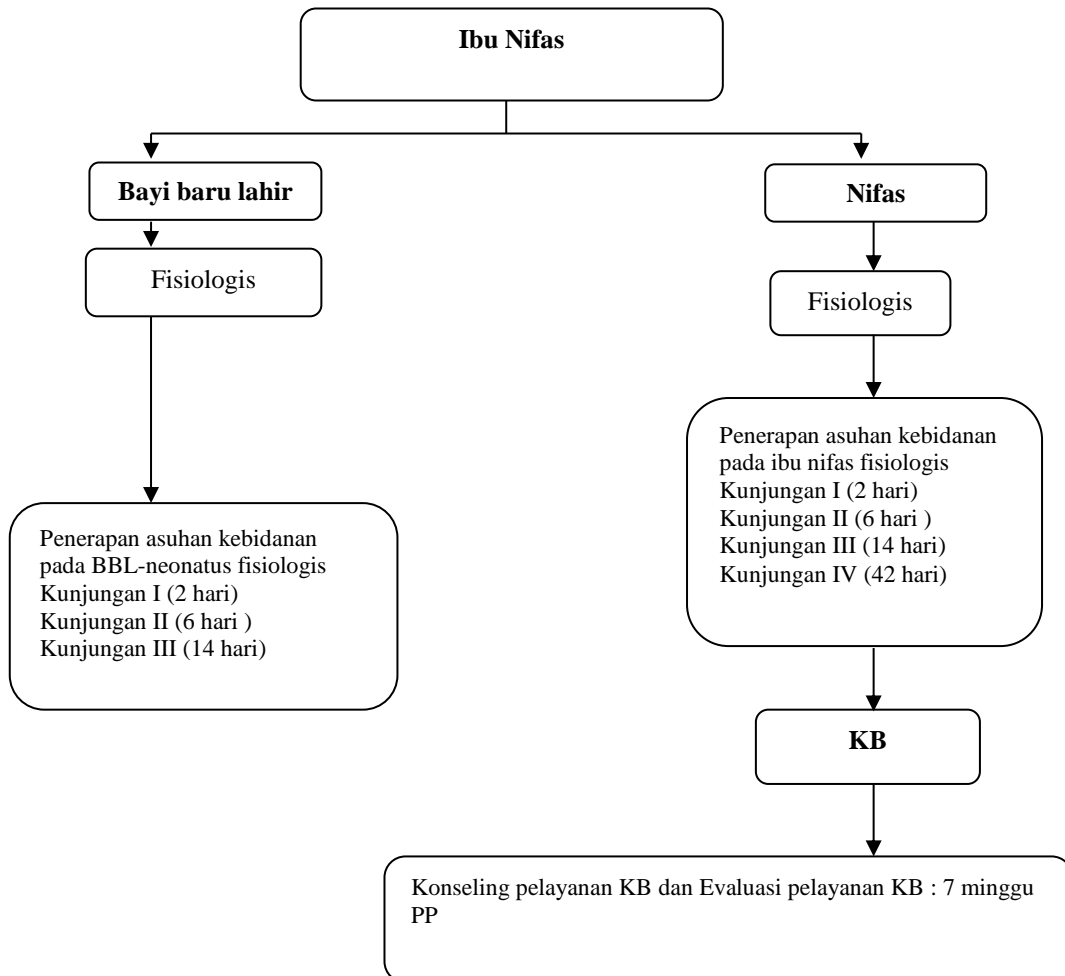 Ibu Nifas
Bayi baru lahir
Nifas
Fisiologis
Fisiologis
Penerapan asuhan kebidanan
pada BBL-neonatus fisiologis
Kunjungan I (2 hari)
Kunjungan II (6 hari )
Kunjungan III (14 hari)
Penerapan asuhan kebidanan
pada ibu nifas fisiologis
Kunjungan I (2 hari)
Kunjungan II (6 hari )
Kunjungan III (14 hari)
Kunjungan IV (42 hari)
KB
Konseling pelayanan KB dan Evaluasi pelayanan KB : 7 minggu
PP